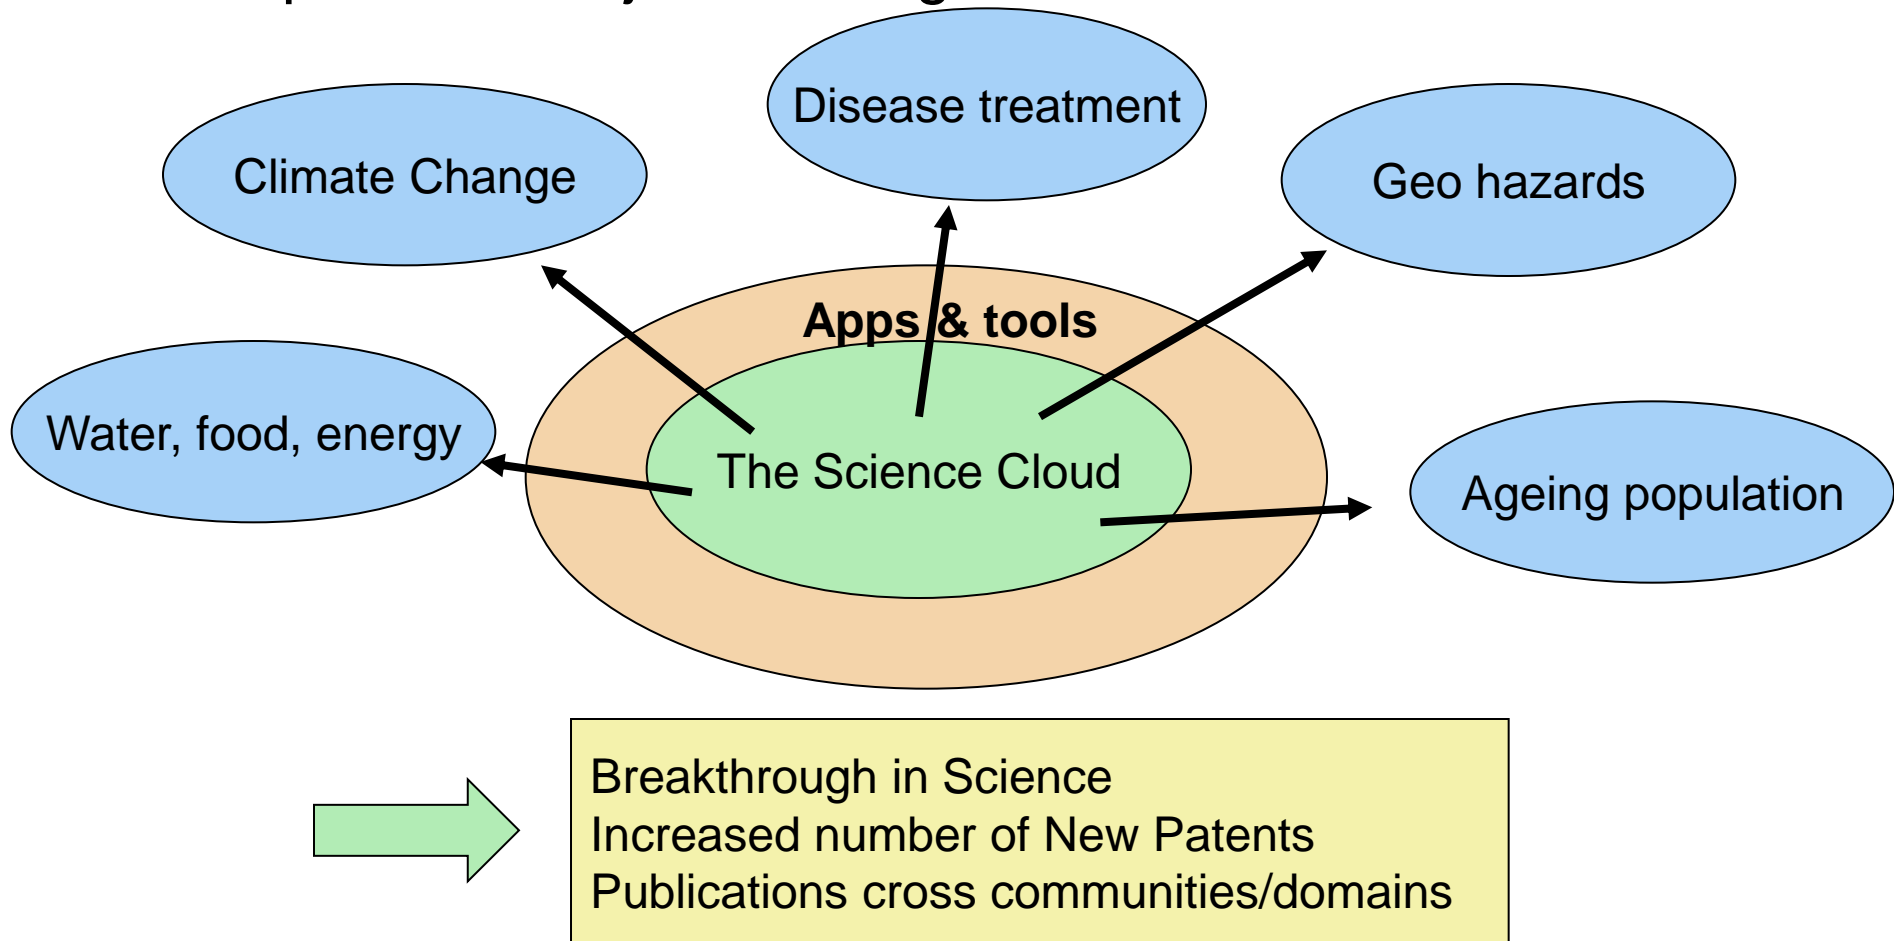 Disease treatment
Climate Change
Geo hazards
Apps & tools
Water, food, energy
The Science Cloud
Ageing population
Breakthrough in Science
Increased number of New Patents
Publications cross communities/domains